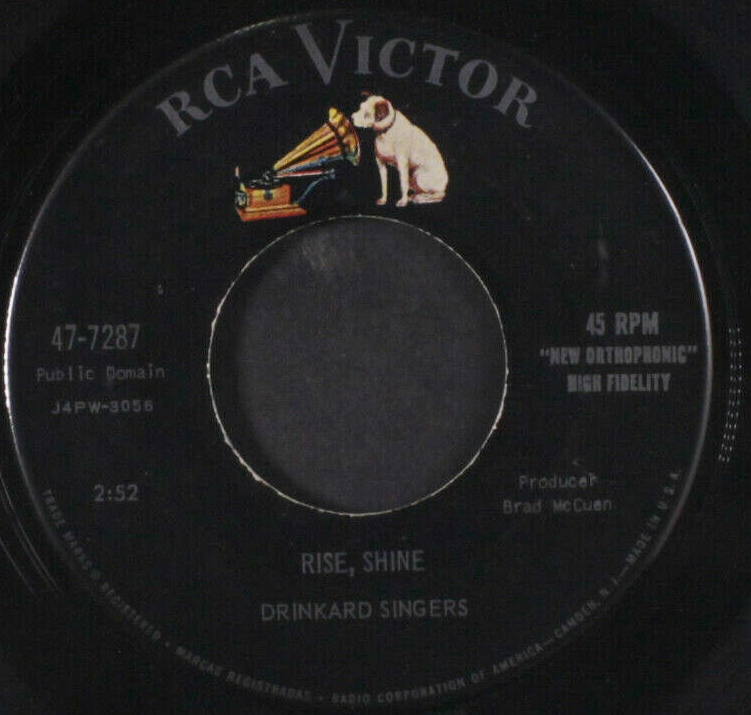 RCA VICTOR
47-7287
Public Domain
J4PW-3056
2:52
45 RPM
"NEW ORTHOPHONIC"
HIGH FIDELITY
Producer
Brad McCuen
RISE, SHINE
DRINKARD SINGERS
TRADE MARKS ® REGISTERED • MARCAS REGISTRADAS • RADIO CORPORATION OF AMERICA—CAMDEN, N. J.—MADE IN U.S.A.